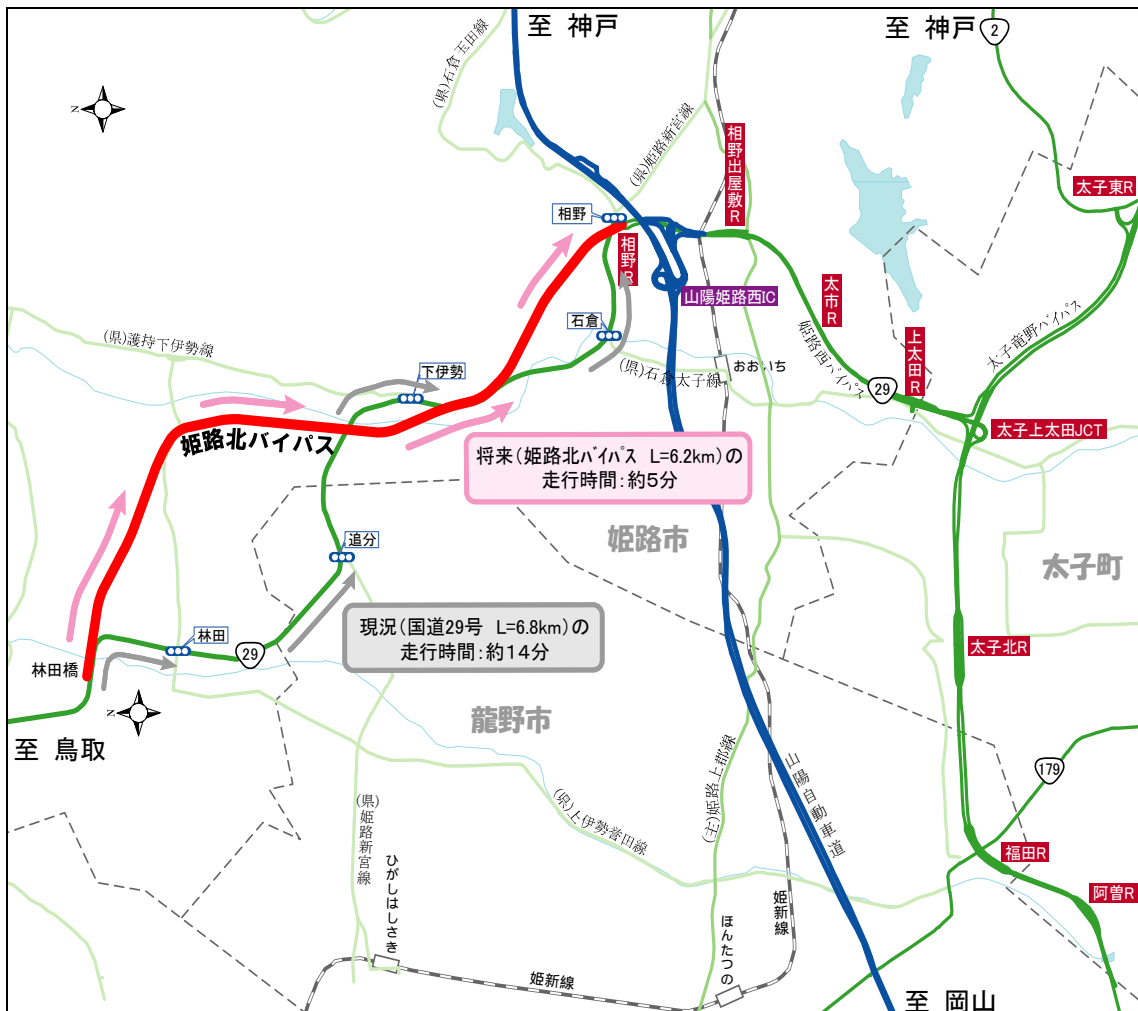 至 神戸
至 神戸
2
(県)石倉玉田線
N
(県)姫路新宮線
相野出屋敷R
太子東R
相野
相野R
山陽姫路西IC
太市R
石倉
(県)護持下伊勢線
下伊勢
(県)石倉太子線
おおいち
姫路西バイパス
29
上太田R
太子竜野バイパス
太子上太田JCT
姫路北バイパス
将来(姫路北バイパス L=6.2km)の
走行時間:約5分
姫路市
太子町
追分
現況(国道29号 L=6.8km)の
走行時間:約14分
林田
29
林田橋
太子北R
N
龍野市
至 鳥取
179
(県)姫路新宮線
(県)上伊勢誉田線
(主)姫路上郡線
山陽自動車道
福田R
阿曽R
ひがしはしさき
ほんたつの
姫新線
姫新線
至 岡山